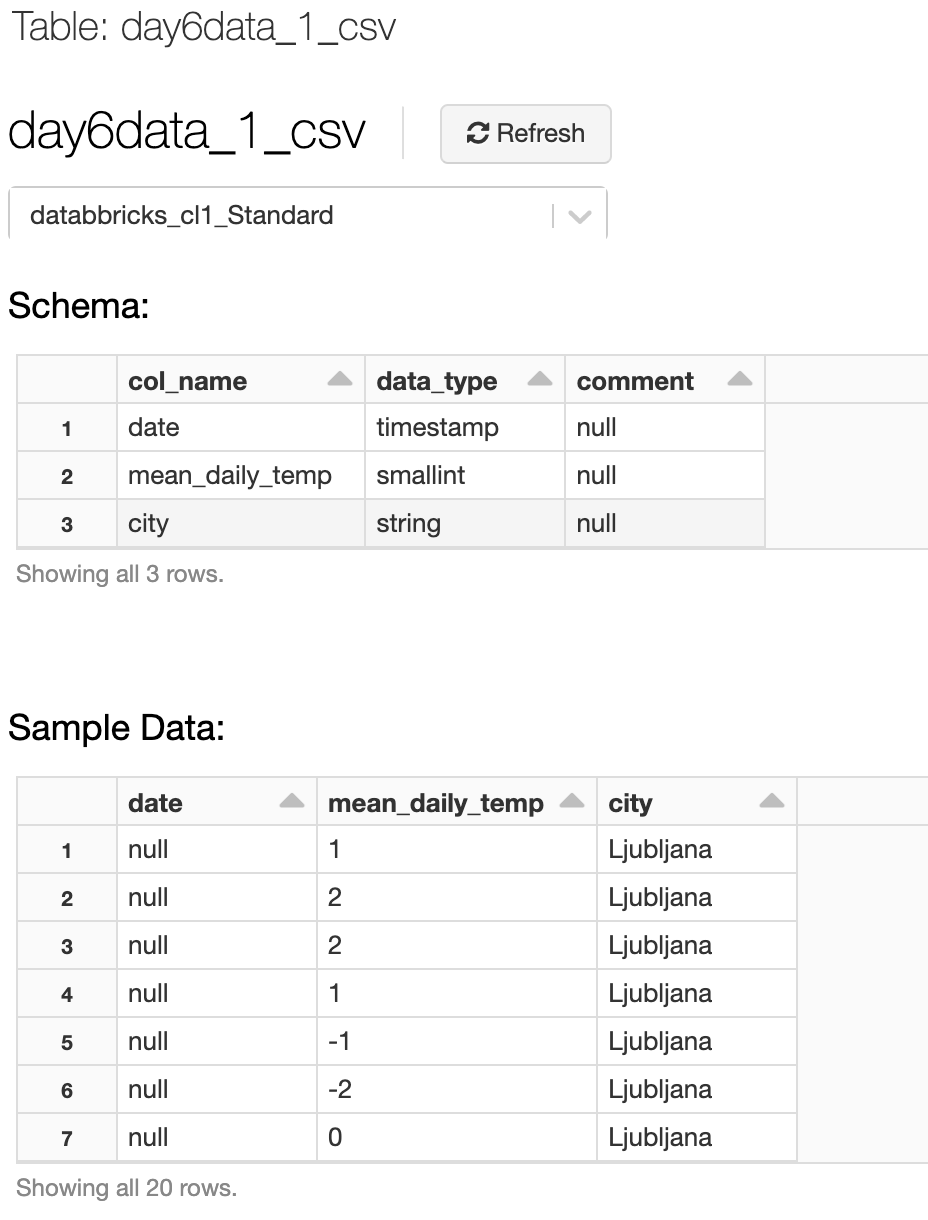 Table: day6data_1_csv
day6data_1_csv Refresh
databbricks_cl1_Standard
Schema:
col_name data_type comment
1 date timestamp null
2 mean_daily_temp smallint null
3 city string null
Showing all 3 rows.
Sample Data:
date mean_daily_temp city
1 null 1 Ljubljana
2 null 2 Ljubljana
3 null 2 Ljubljana
4 null 1 Ljubljana
5 null -1 Ljubljana
6 null -2 Ljubljana
7 null 0 Ljubljana
Showing all 20 rows.